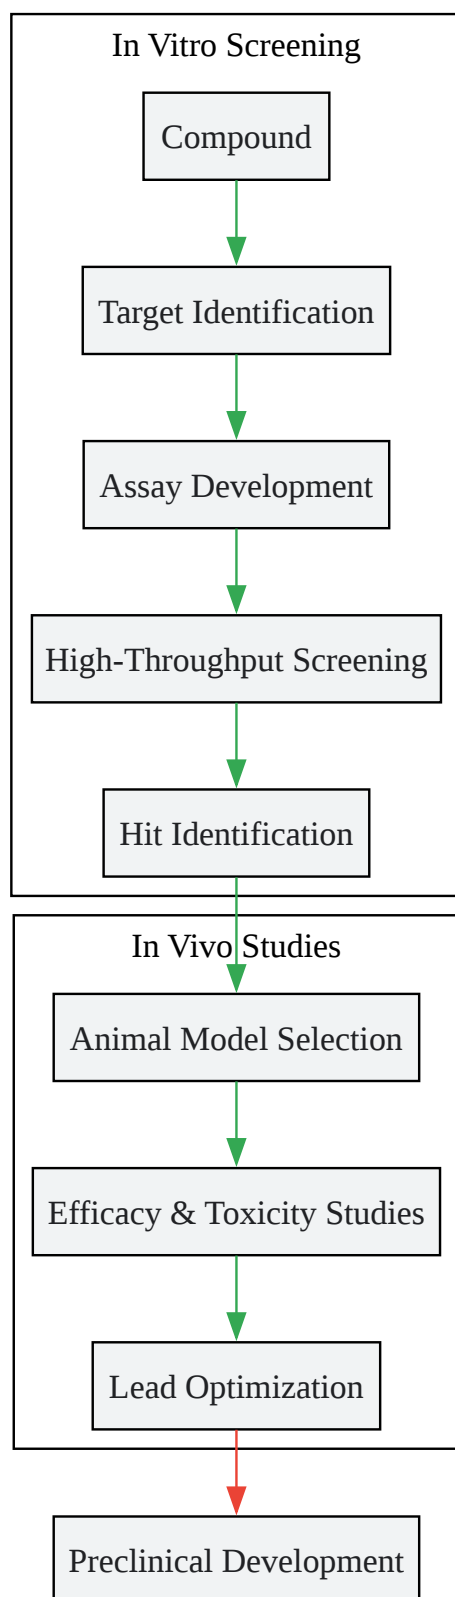 In Vitro Screening
Compound
Target Identification
Assay Development
High-Throughput Screening
Hit Identification
In Vivo Studies
Animal Model Selection
Efficacy & Toxicity Studies
Lead Optimization
Preclinical Development